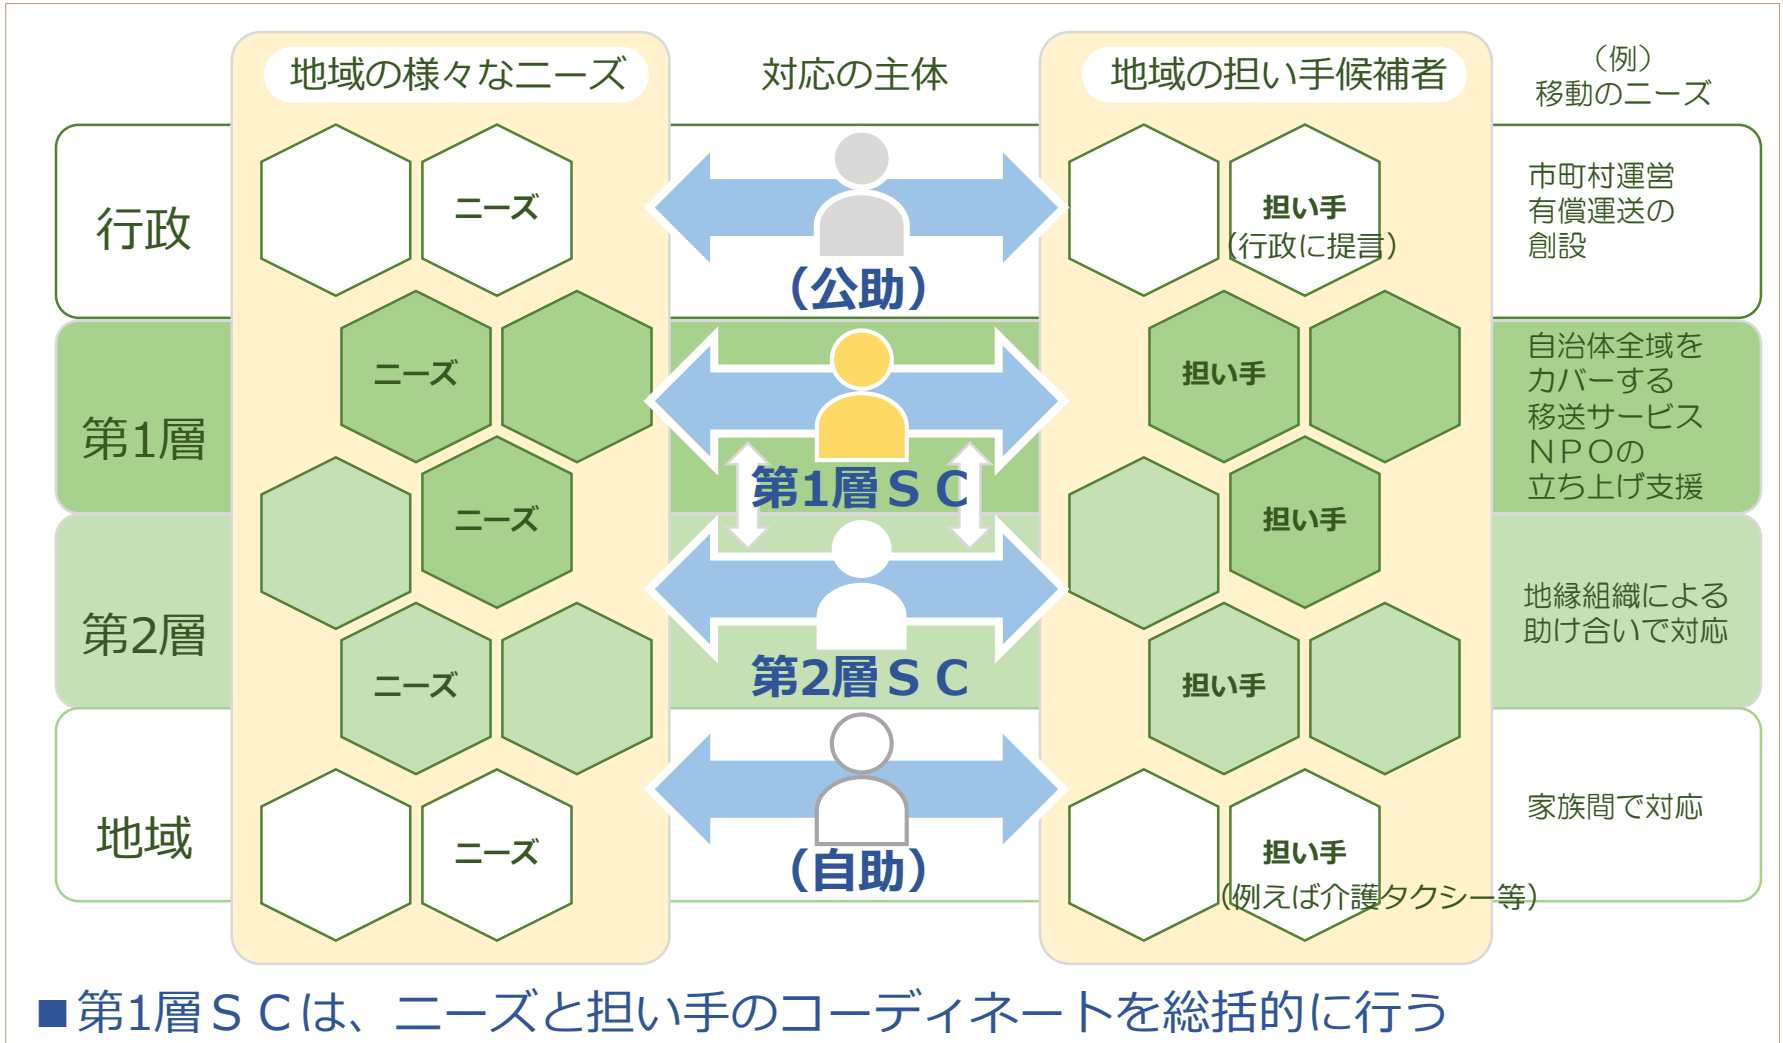 地域の様々なニーズ
対応の主体
地域の担い手候補者
（例）
移動のニーズ
行政
ニーズ
（公助）
担い手
（行政に提言）
市町村運営
有償運送の
創設
第1層
ニーズ
ニーズ
第1層ＳＣ
担い手
担い手
自治体全域を
カバーする
移送サービス
ＮＰＯの
立ち上げ支援
第2層
ニーズ
第2層ＳＣ
担い手
地縁組織による
助け合いで対応
地域
ニーズ
（自助）
担い手
（例えば介護タクシー等）
家族間で対応
■第1層ＳＣは、ニーズと担い手のコーディネートを総括的に行う